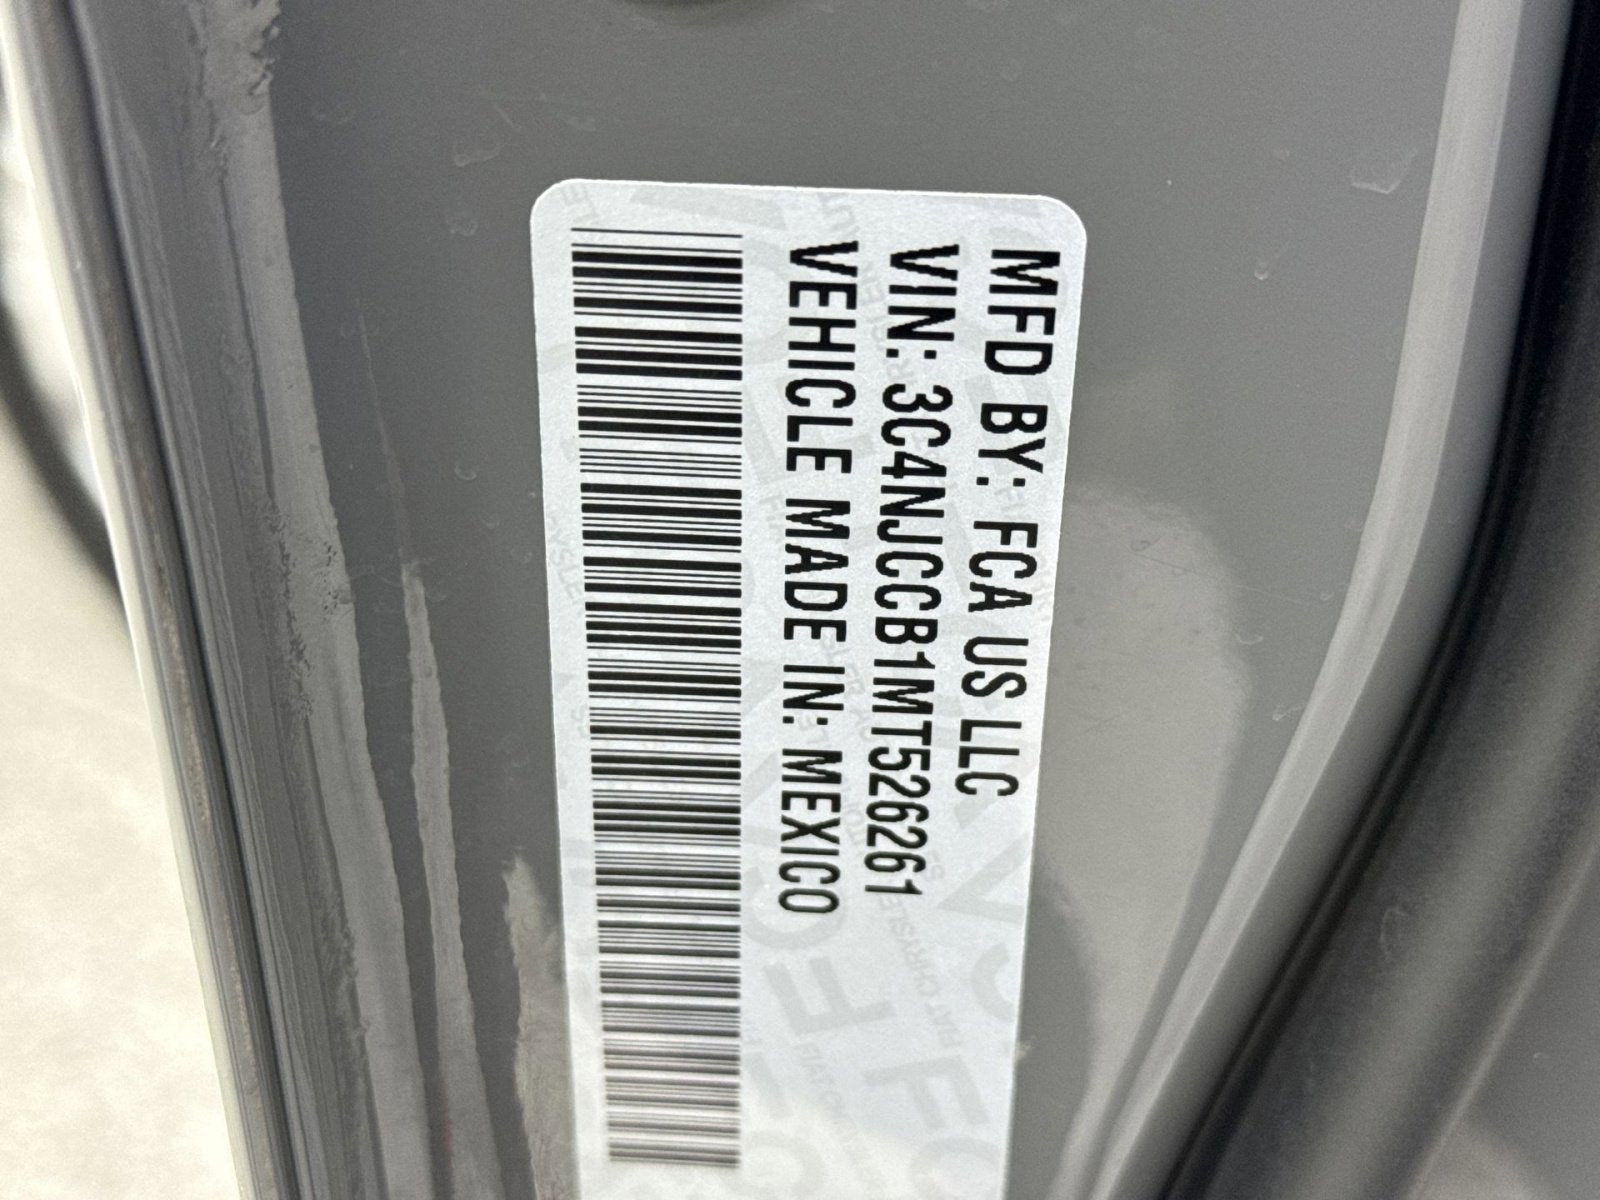 MFD BY: FCA US LLC
VIN: 3C4NJCCB1MT526261
VEHICLE MADE IN: MEXICO